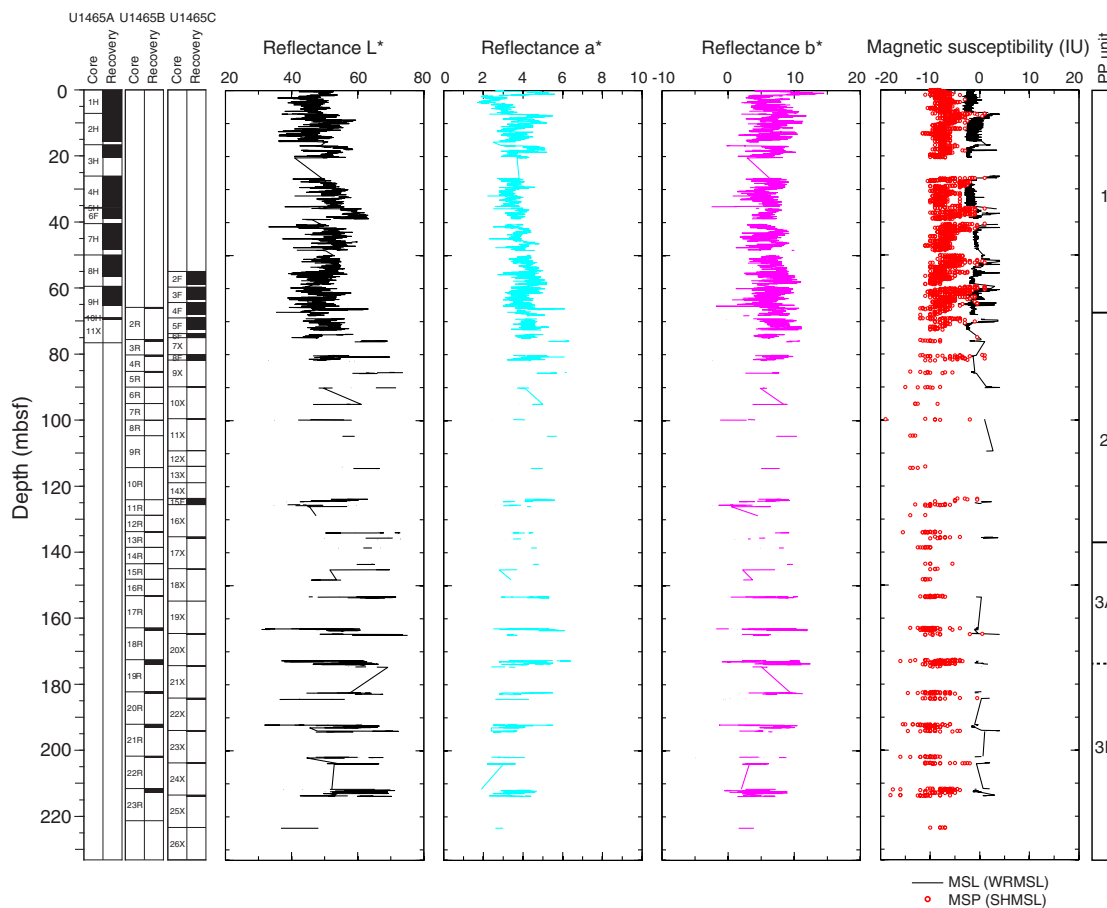 U1465A U1465B U1465C
Core
Recovery
Core
Recovery
Core
Recovery
Reflectance L*
20 40 60 80
Reflectance a*
0 2 4 6 8 10
Reflectance b*
-10 0 10 20
Magnetic susceptibility (IU)
-20 -10 0 10 20
PP unit
Depth (mbsf)
0
20
40
60
80
100
120
140
160
180
200
220
1H
2H
3H
4H
5H
6F
7H
8H
9H
10H
11X
2R
3R
4R
5R
6R
7R
8R
9R
10R
11R
12R
13R
14R
15R
16R
17R
18R
19R
20R
21R
22R
23R
2F
3F
4F
5F
6F
7X
8F
9X
10X
11X
12X
13X
14X
15F
16X
17X
18X
19X
20X
21X
22X
23X
24X
25X
26X
1
2
MSL (WRMSL)
MSP (SHMSL)